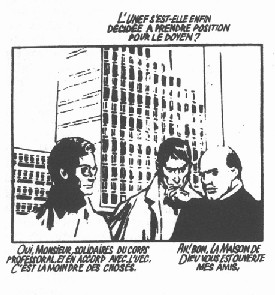 L'UNEF S'EST-ELLE ENFIN
DÉCIDÉE A PRENDRE POSITION
POUR LE DOYEN ?
OUI, MONSIEUR, SOLIDAIRES DU CORPS
PROFESSORAL, ET EN ACCORD AVEC L'UEC,
C'EST LA MOINDRE DES CHOSES.
AH! BON, LA MAISON DE
DIEU VOUS EST OUVERTE
MES AMIS.